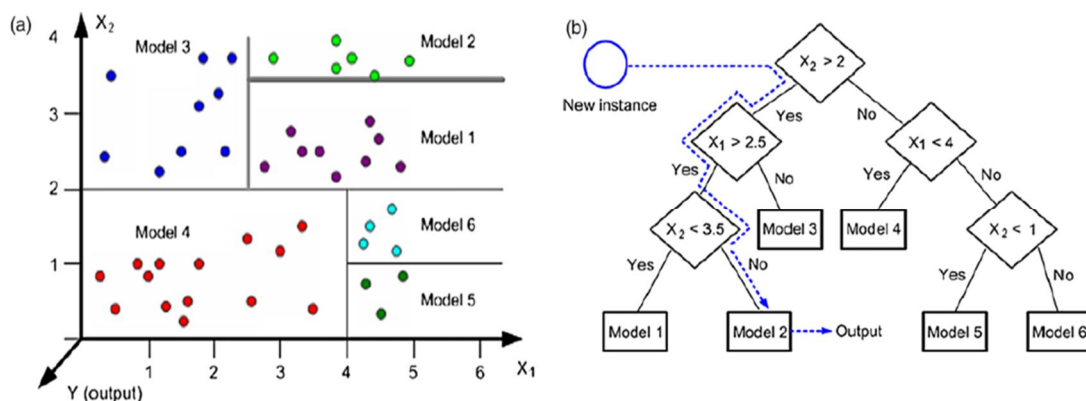 (a)
X2
4
3
2
1
Model 3
Model 2
Model 1
Model 4
Model 6
Model 5
1 2 3 4 5 6
X1
Y (output)
(b)
New instance
X2 > 2
Yes
No
X1 > 2.5
X1 < 4
Yes
No
Yes
No
X2 < 3.5
Model 3
Model 4
X2 < 1
Yes
No
Yes
No
Model 1
Model 2
Output
Model 5
Model 6